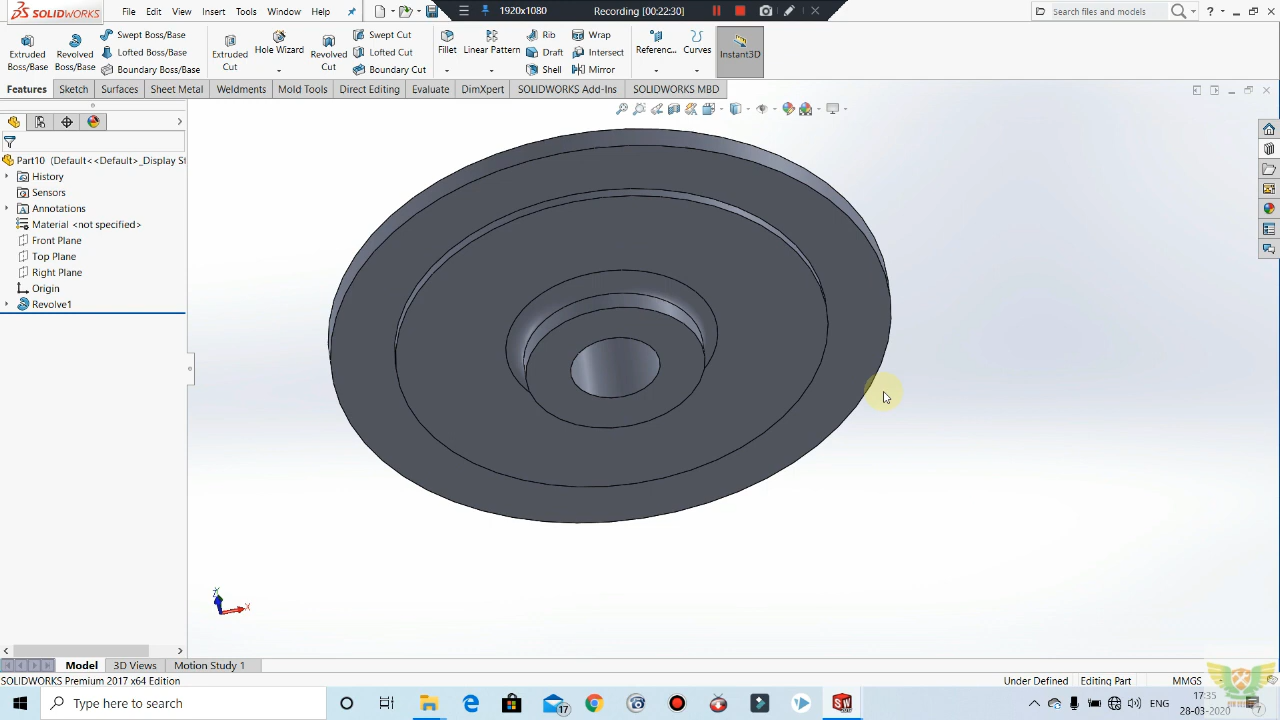 SOLIDWORKS
File
Edit
View
Insert
Tools
Window
Help
1920x1080
Recording [00:22:30]
search files and models
Extruded Boss/Base
Revolved Boss/Base
Swept Boss/Base
Lofted Boss/Base
Boundary Boss/Base
Extruded Cut
Hole Wizard
Revolved Cut
Swept Cut
Lofted Cut
Boundary Cut
Fillet
Linear Pattern
Rib
Draft
Shell
Wrap
Intersect
Mirror
Referenc...
Curves
Instant3D
Features
Sketch
Surfaces
Sheet Metal
Weldments
Mold Tools
Direct Editing
Evaluate
DimXpert
SOLIDWORKS Add-Ins
SOLIDWORKS MBD
Part10 (Default<<Default>_Display St
History
Sensors
Annotations
Material <not specified>
Front Plane
Top Plane
Right Plane
Origin
Revolve1
Z
X
Model
3D Views
Motion Study 1
SOLIDWORKS Premium 2017 x64 Edition
Under Defined
Editing Part
MMGS
Type here to search
17
ENG
17:35
28-03-2020
7